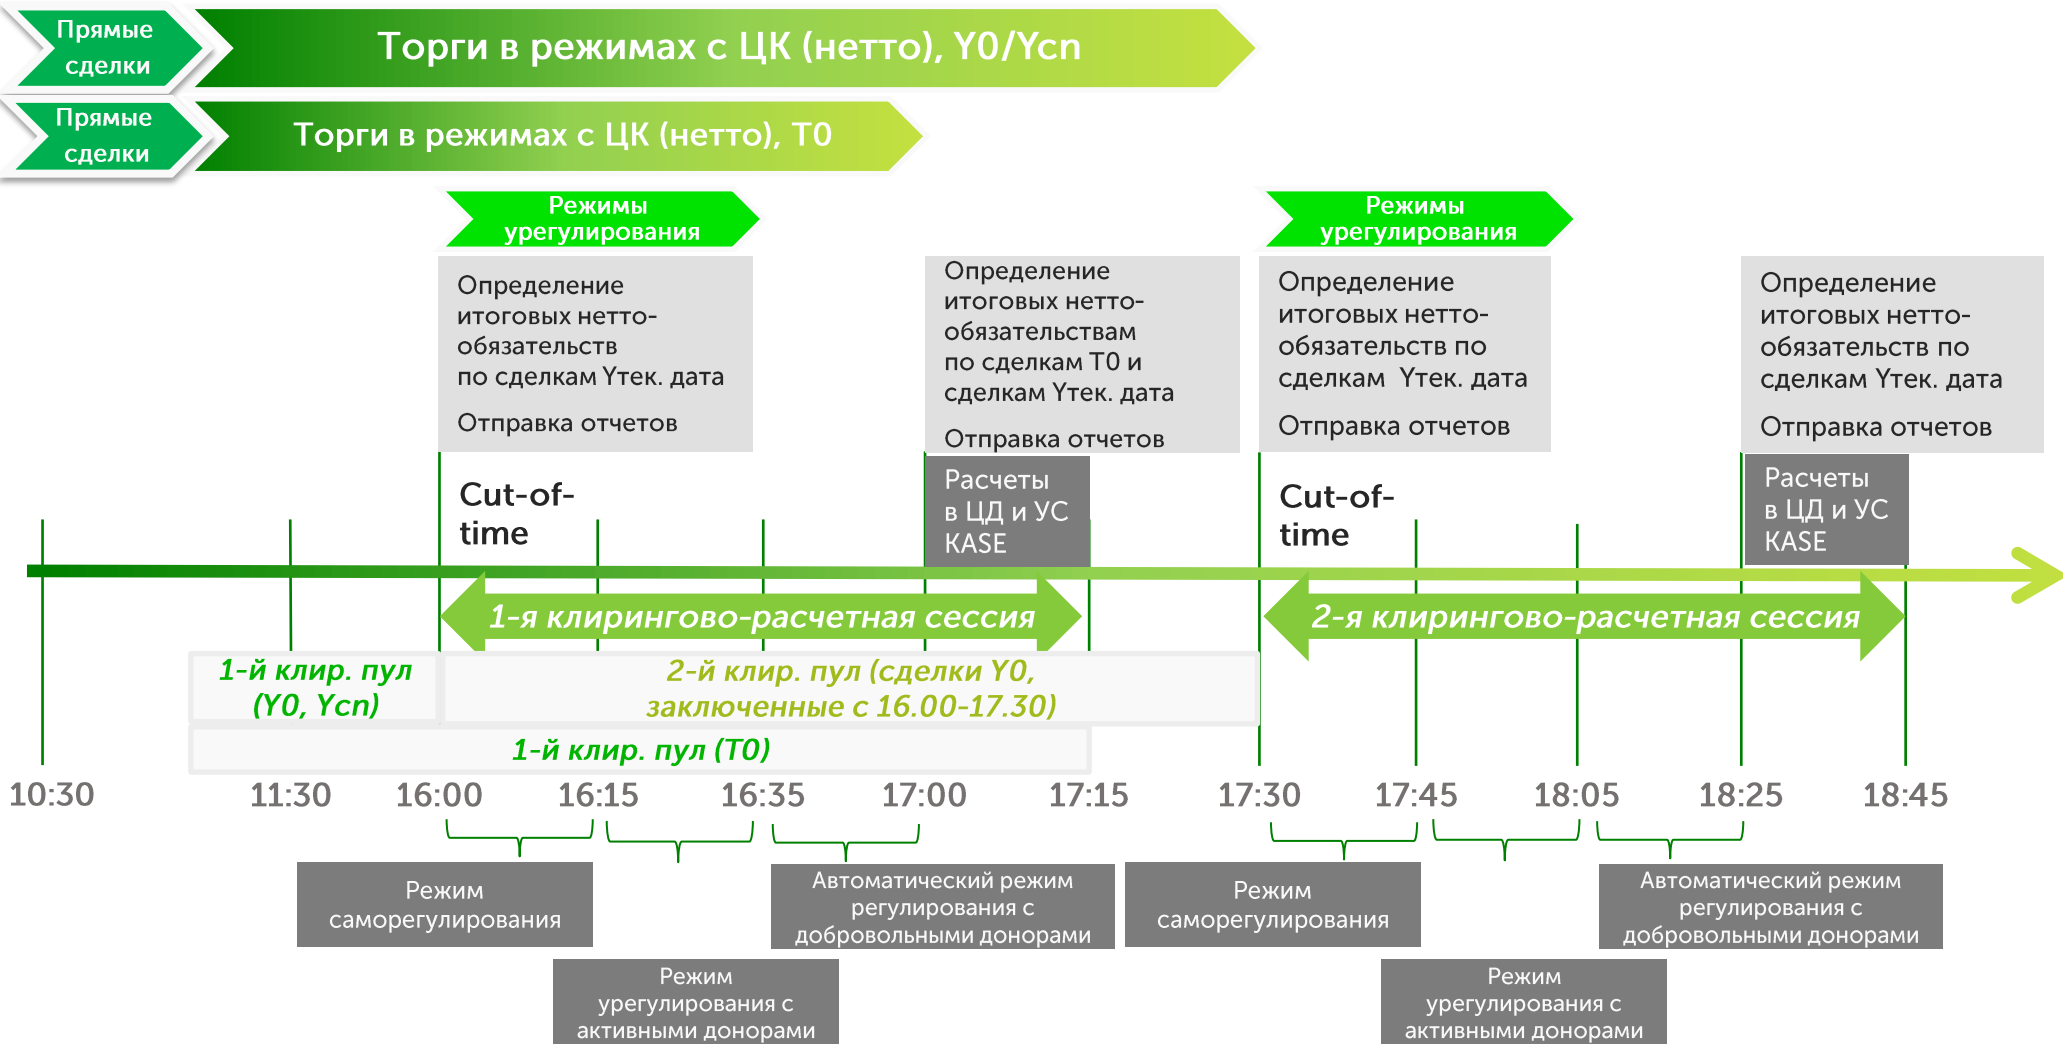 Прямые
сделки
Торги в режимах с ЦК (нетто), Y0/Ycn
Прямые
сделки
Торги в режимах с ЦК (нетто), T0
Режимы
урегулирования
Режимы
урегулирования
Определение
итоговых нетто-
обязательств
по сделкам Yтек. дата
Отправка отчетов
Определение
итоговых нетто-
обязательствам
по сделкам T0 и
сделкам Yтек. дата
Отправка отчетов
Определение
итоговых нетто-
обязательств по
сделкам Yтек. дата
Отправка отчетов
Определение
итоговых нетто-
обязательств по
сделкам Yтек. дата
Отправка отчетов
Cut-of-
time
Расчеты
в ЦД и УС
KASE
Cut-of-
time
Расчеты
в ЦД и УС
KASE
1-я клирингово-расчетная сессия
2-я клирингово-расчетная сессия
1-й клир. пул
(Y0, Ycn)
2-й клир. пул (сделки Y0,
заключенные с 16.00-17.30)
1-й клир. пул (T0)
10:30
11:30
16:00
16:15
16:35
17:00
17:15
17:30
17:45
18:05
18:25
18:45
Режим
саморегулирования
Автоматический режим
регулирования с
добровольными донорами
Режим
саморегулирования
Автоматический режим
регулирования с
добровольными донорами
Режим
урегулирования с
активными донорами
Режим
урегулирования с
активными донорами